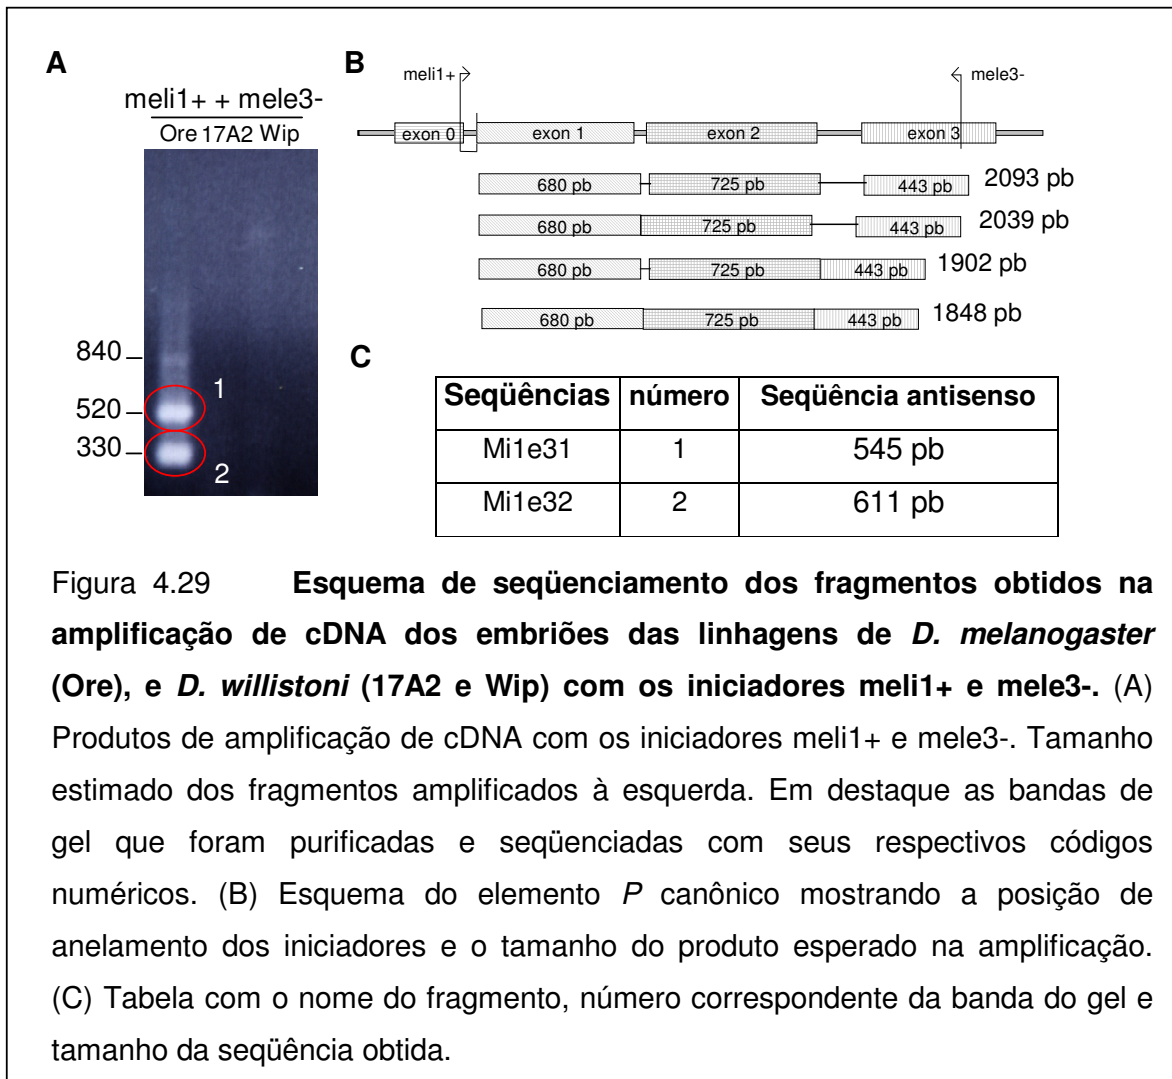 A
meli1+ + mele3-
Ore 17A2 Wip
840
520
330
1
2
B
meli1+
mele3-
exon 0 exon 1 exon 2 exon 3
680 pb 725 pb 443 pb 2093 pb
680 pb 725 pb 443 pb 2039 pb
680 pb 725 pb 443 pb 1902 pb
680 pb 725 pb 443 pb 1848 pb
C
Seqüências número Seqüência antisenso
Mi1e31 1 545 pb
Mi1e32 2 611 pb
Figura 4.29 Esquema de seqüenciamento dos fragmentos obtidos na
amplificação de cDNA dos embriões das linhagens de D. melanogaster
(Ore), e D. willistoni (17A2 e Wip) com os iniciadores meli1+ e mele3-. (A)
Produtos de amplificação de cDNA com os iniciadores meli1+ e mele3-. Tamanho
estimado dos fragmentos amplificados à esquerda. Em destaque as bandas de
gel que foram purificadas e seqüenciadas com seus respectivos códigos
numéricos. (B) Esquema do elemento P canônico mostrando a posição de
anelamento dos iniciadores e o tamanho do produto esperado na amplificação.
(C) Tabela com o nome do fragmento, número correspondente da banda do gel e
tamanho da seqüência obtida.